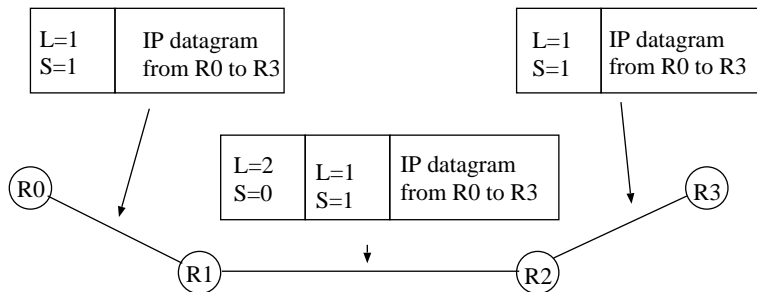 L=1
S=1
IP datagram
from R0 to R3
L=1
S=1
IP datagram
from R0 to R3
L=2
S=0
L=1
S=1
IP datagram
from R0 to R3
R0
R3
R1
R2